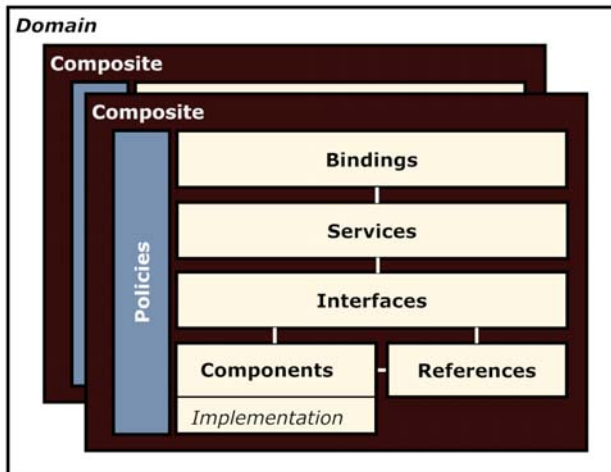 Domain
Composite
Composite
Policies
Bindings
Services
Interfaces
Components
References
Implementation